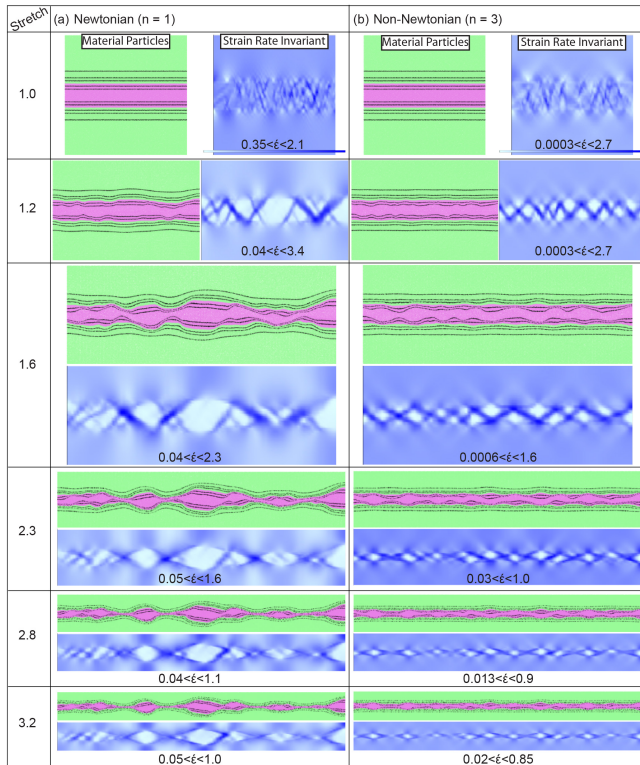 Stretch
(a) Newtonian (n = 1)
(b) Non-Newtonian (n = 3)
Material Particles
Strain Rate Invariant
Material Particles
Strain Rate Invariant
1.0
0.35<ε̇<2.1
0.0003<ε̇<2.7
1.2
0.04<ε̇<3.4
0.0003<ε̇<2.7
1.6
0.04<ε̇<2.3
0.0006<ε̇<1.6
2.3
0.05<ε̇<1.6
0.03<ε̇<1.0
2.8
0.04<ε̇<1.1
0.013<ε̇<0.9
3.2
0.05<ε̇<1.0
0.02<ε̇<0.85